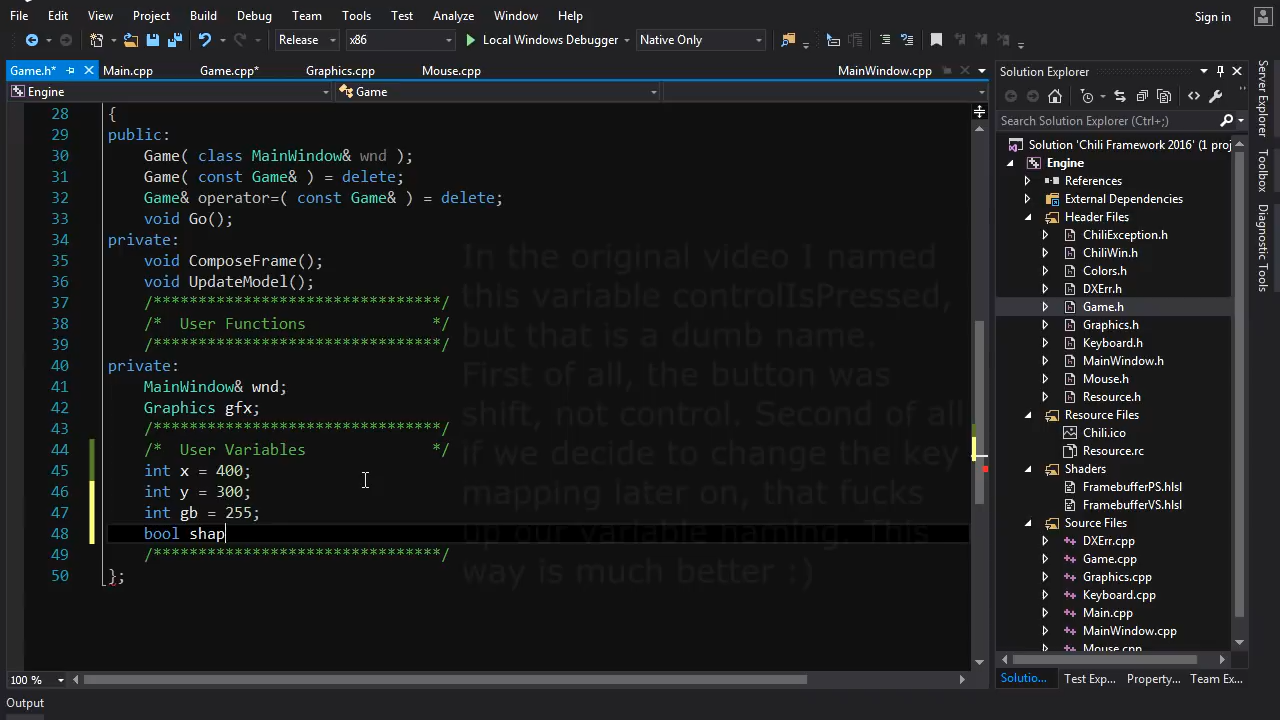 File Edit View Project Build Debug Team Tools Test Analyze Window Help Sign in
Release x86 Local Windows Debugger Native Only
Game.h* Main.cpp Game.cpp* Graphics.cpp Mouse.cpp MainWindow.cpp
Engine Game
28 {
29 public:
30 Game( class MainWindow& wnd );
31 Game( const Game& ) = delete;
32 Game& operator=( const Game& ) = delete;
33 void Go();
34 private:
35 void ComposeFrame();
36 void UpdateModel();
37 /********************************/
38 /*  User Functions              */
39 /********************************/
40 private:
41 MainWindow& wnd;
42 Graphics gfx;
43 /********************************/
44 /*  User Variables              */
45 int x = 400;
46 int y = 300;
47 int gb = 255;
48 bool shap
49 /********************************/
50 };
In the original video I named
this variable controlIsPressed,
but that is a dumb name.
First of all, the button was
shift, not control. Second of all
if we decide to change the key
mapping later on, that fucks
up our variable naming. This
way is much better :)
100 %
Output
Solution Explorer
Search Solution Explorer (Ctrl+;)
Solution 'Chili Framework 2016' (1 proj
Engine
References
External Dependencies
Header Files
ChiliException.h
ChiliWin.h
Colors.h
DXErr.h
Game.h
Graphics.h
Keyboard.h
MainWindow.h
Mouse.h
Resource.h
Resource Files
Chili.ico
Resource.rc
Shaders
FramebufferPS.hlsl
FramebufferVS.hlsl
Source Files
DXErr.cpp
Game.cpp
Graphics.cpp
Keyboard.cpp
Main.cpp
MainWindow.cpp
Mouse.cpp
Solutio... Test Exp... Property... Team Ex...
Server Explorer
Toolbox
Diagnostic Tools